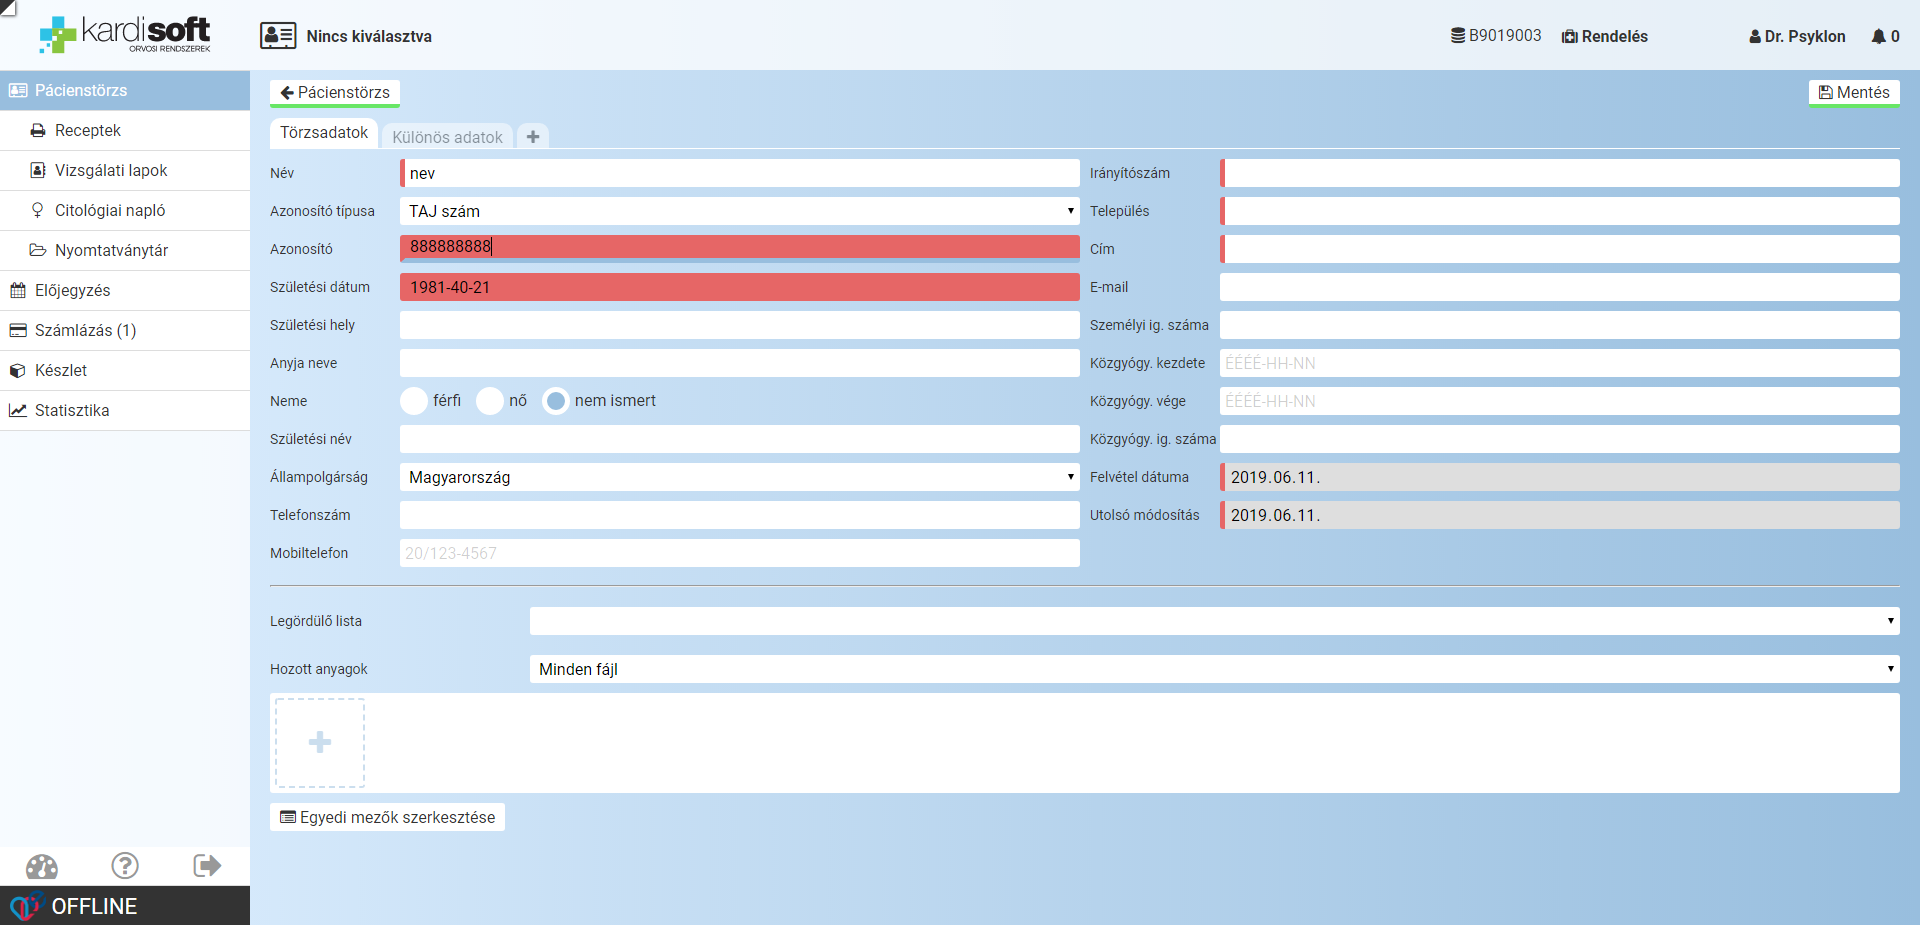 kardisoft
ORVOSI RENDSZEREK
Nincs kiválasztva
B9019003
Rendelés
Dr. Psyklon
0
Pácienstörzs
Receptek
Vizsgálati lapok
Citológiai napló
Nyomtatványtár
Előjegyzés
Számlázás (1)
Készlet
Statisztika
OFFLINE
Pácienstörzs
Mentés
Törzsadatok
Különös adatok
Név
nev
Azonosító típusa
TAJ szám
Azonosító
888888888
Születési dátum
1981-40-21
Születési hely
Anyja neve
Neme
férfi
nő
nem ismert
Születési név
Állampolgárság
Magyarország
Telefonszám
Mobiltelefon
20/123-4567
Irányítószám
Település
Cím
E-mail
Személyi ig. száma
Közgyógy. kezdete
ÉÉÉÉ-HH-NN
Közgyógy. vége
ÉÉÉÉ-HH-NN
Közgyógy. ig. száma
Felvétel dátuma
2019.06.11.
Utolsó módosítás
2019.06.11.
Legördülő lista
Hozott anyagok
Minden fájl
Egyedi mezők szerkesztése